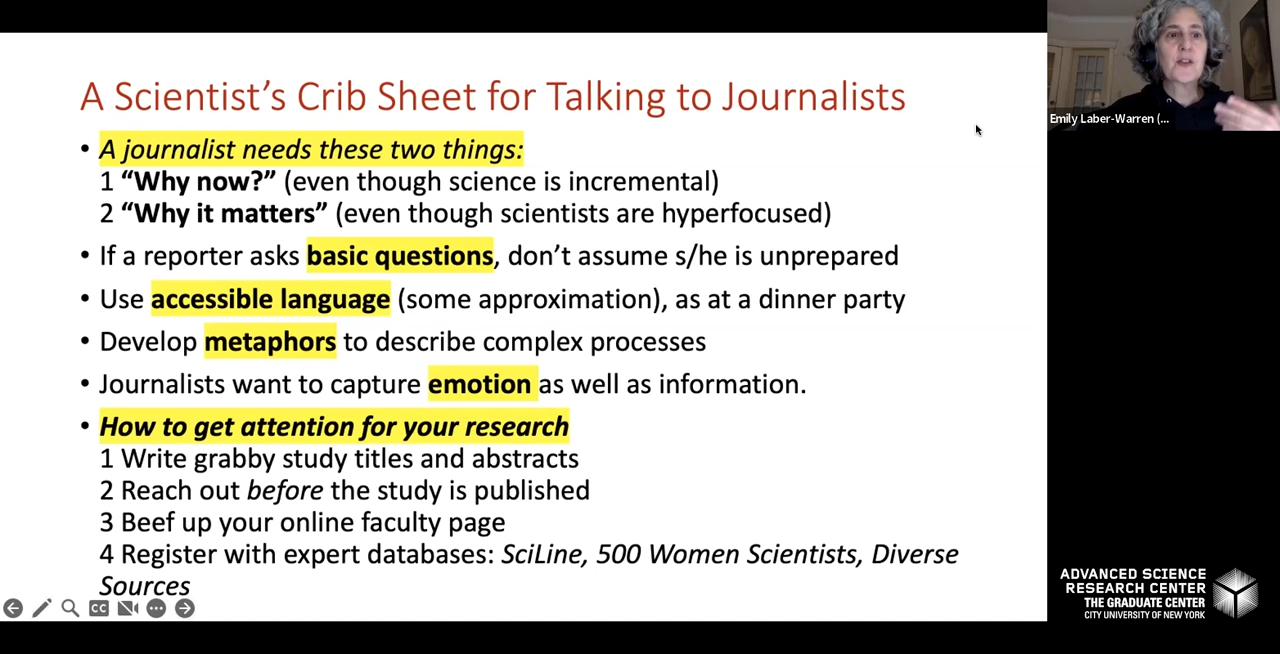 A Scientist’s Crib Sheet for Talking to Journalists
• A journalist needs these two things:
1 “Why now?” (even though science is incremental)
2 “Why it matters” (even though scientists are hyperfocused)
• If a reporter asks basic questions, don’t assume s/he is unprepared
• Use accessible language (some approximation), as at a dinner party
• Develop metaphors to describe complex processes
• Journalists want to capture emotion as well as information.
• How to get attention for your research
1 Write grabby study titles and abstracts
2 Reach out before the study is published
3 Beef up your online faculty page
4 Register with expert databases: SciLine, 500 Women Scientists, Diverse
Sources
CC
Emily Laber-Warren (...
ADVANCED SCIENCE
RESEARCH CENTER
THE GRADUATE CENTER
CITY UNIVERSITY OF NEW YORK